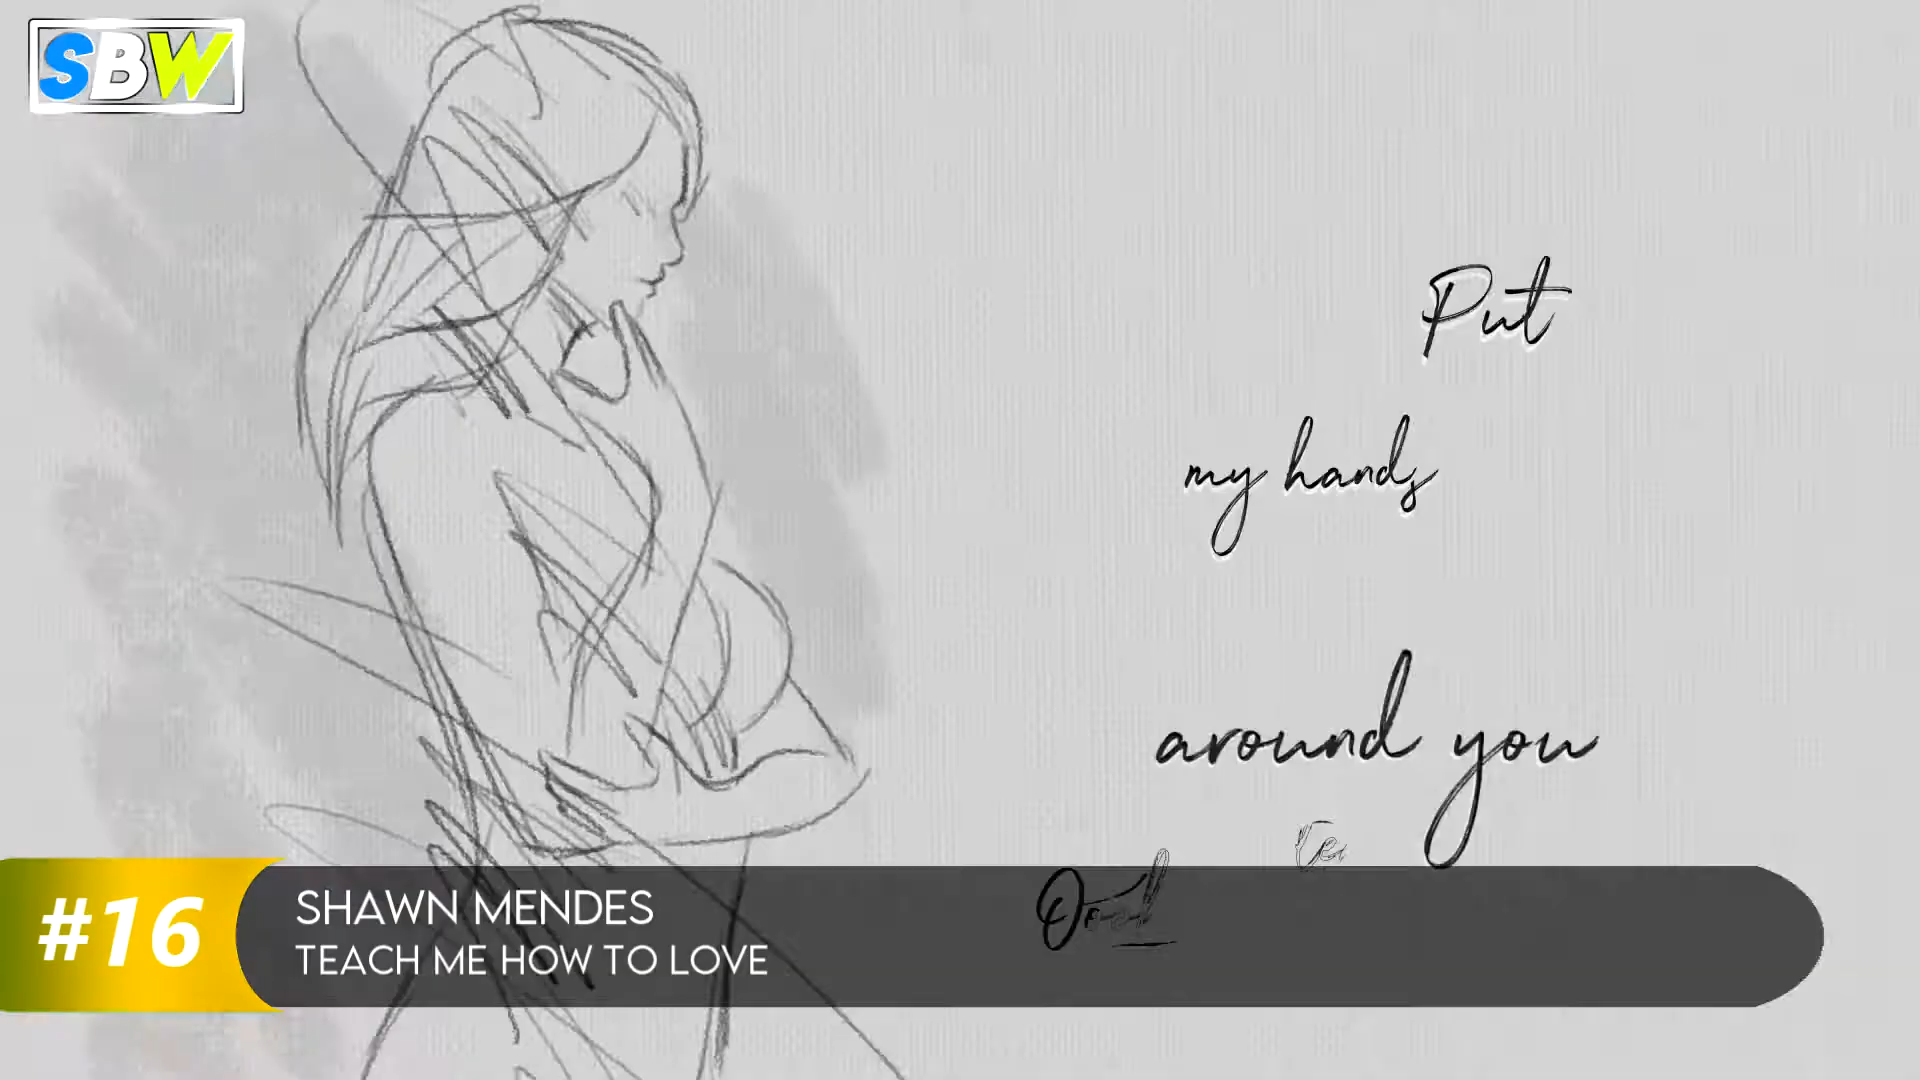 SBW
Put
my hands
around you
#16
SHAWN MENDES
TEACH ME HOW TO LOVE